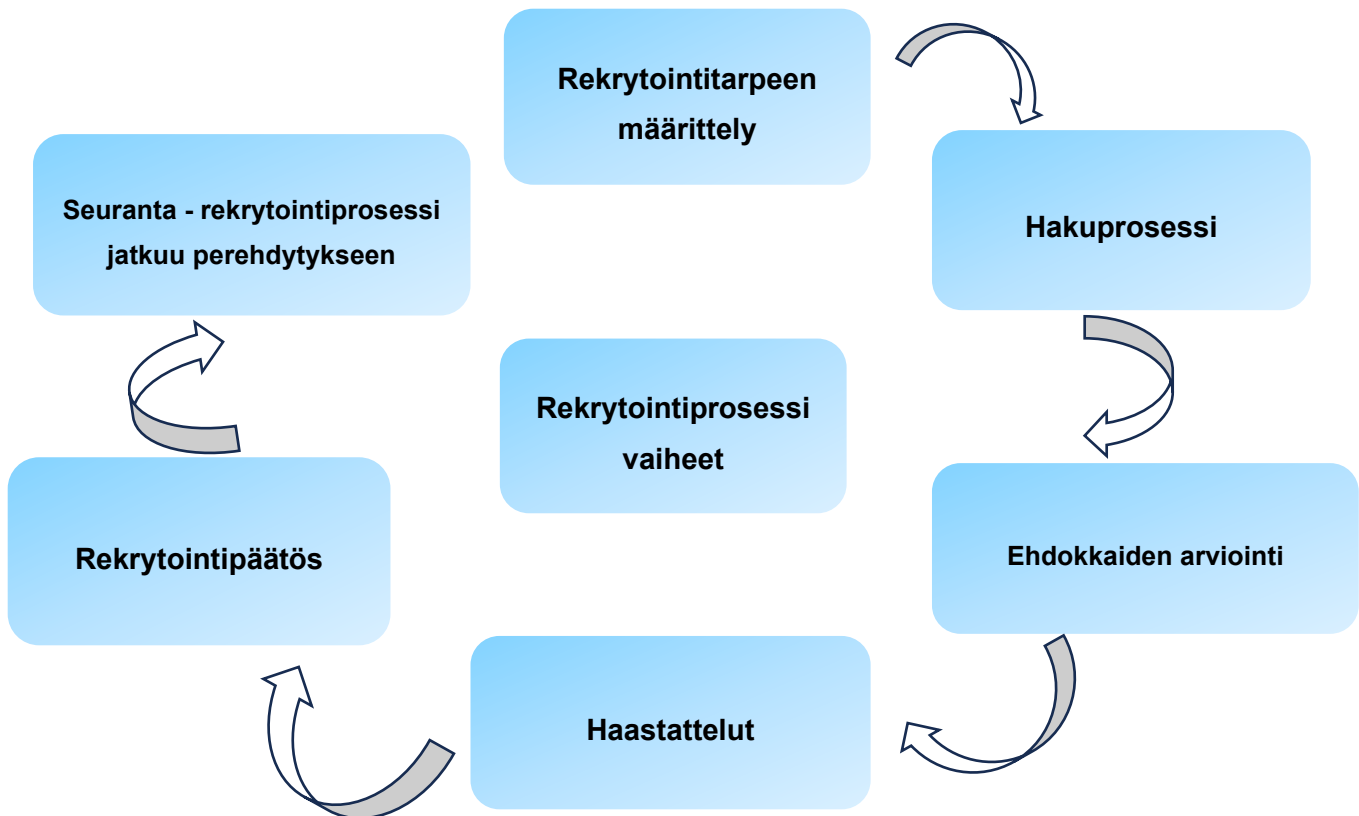 Rekrytointitarpeen
määrittely
Hakuprosessi
Ehdokkaiden arviointi
Haastattelut
Rekrytointipäätös
Seuranta - rekrytointiprosessi
jatkuu perehdytykseen
Rekrytointiprosessi
vaiheet